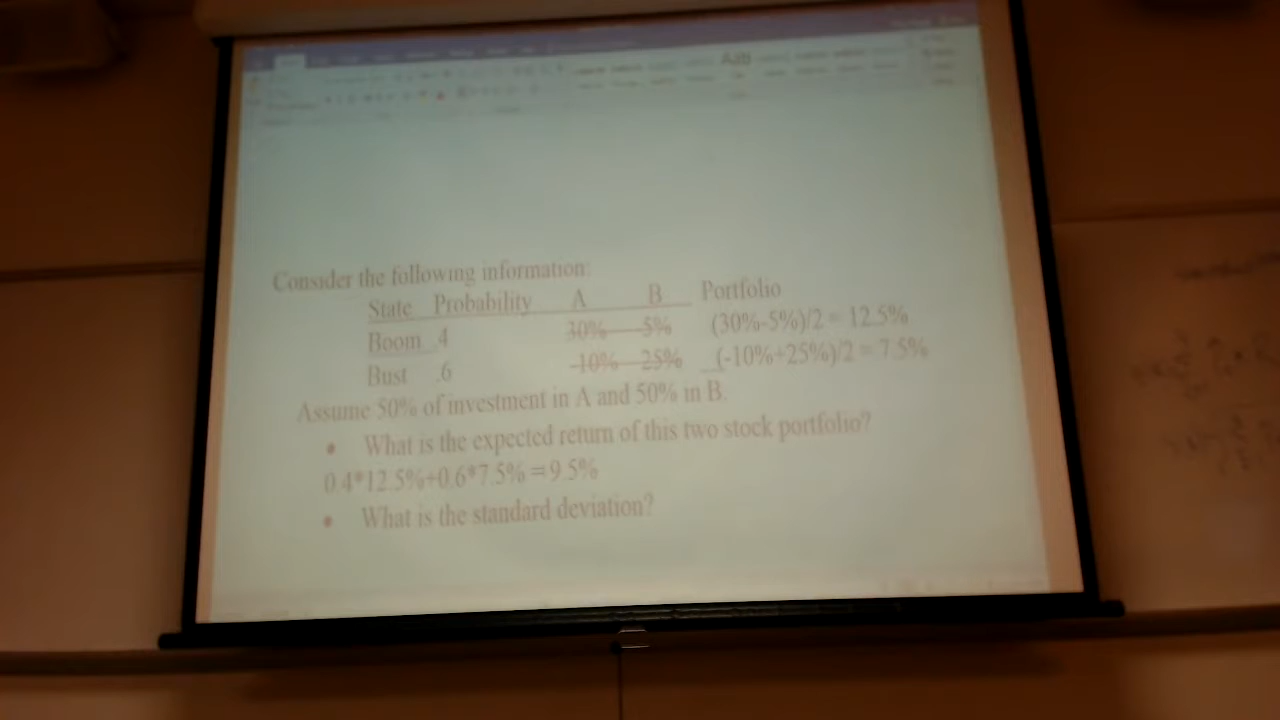 Consider the following information:
State Probability A B Portfolio
Boom .4 30% -5% (30%-5%)/2 = 12.5%
Bust .6 -10% 25% (-10%+25%)/2 = 7.5%
Assume 50% of investment in A and 50% in B.
• What is the expected return of this two stock portfolio?
0.4*12.5%+0.6*7.5% =9.5%
• What is the standard deviation?